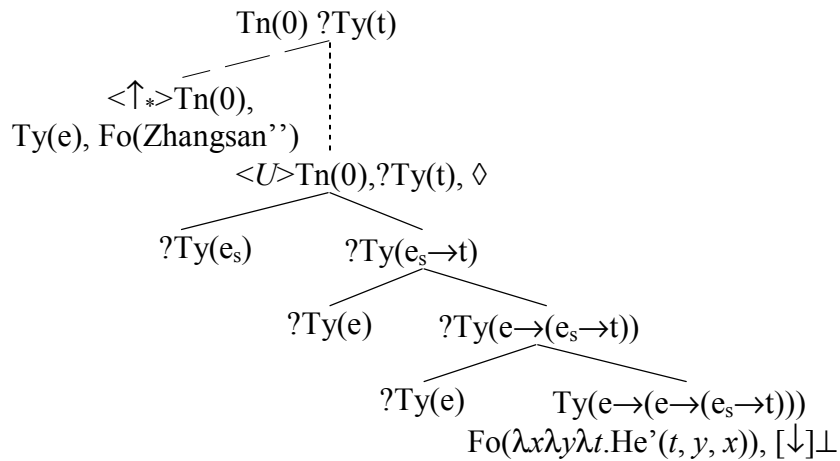 Tn(0) ?Ty(t)
<↑*>Tn(0),
Ty(e), Fo(Zhangsan’’)
<U>Tn(0),?Ty(t), ◊
?Ty(eₛ) ?Ty(eₛ→t)
?Ty(e) ?Ty(e→(eₛ→t))
?Ty(e) Ty(e→(e→(eₛ→t)))
Fo(λxλyλt.He’(t, y, x)), [↓]⊥